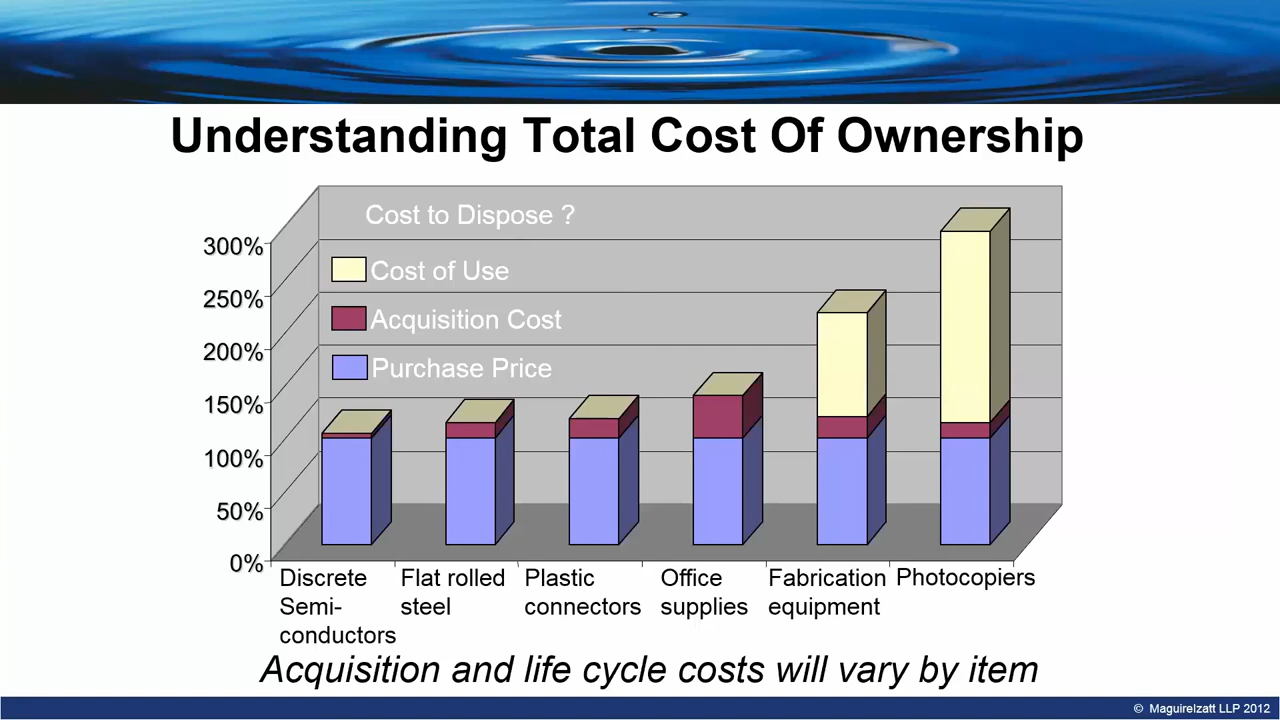 Understanding Total Cost Of Ownership
Cost to Dispose ?
Cost of Use
Acquisition Cost
Purchase Price
300%
250%
200%
150%
100%
50%
0%
Discrete
Semi-
conductors
Flat rolled
steel
Plastic
connectors
Office
supplies
Fabrication
equipment
Photocopiers
Acquisition and life cycle costs will vary by item
© MaguireIzatt LLP 2012